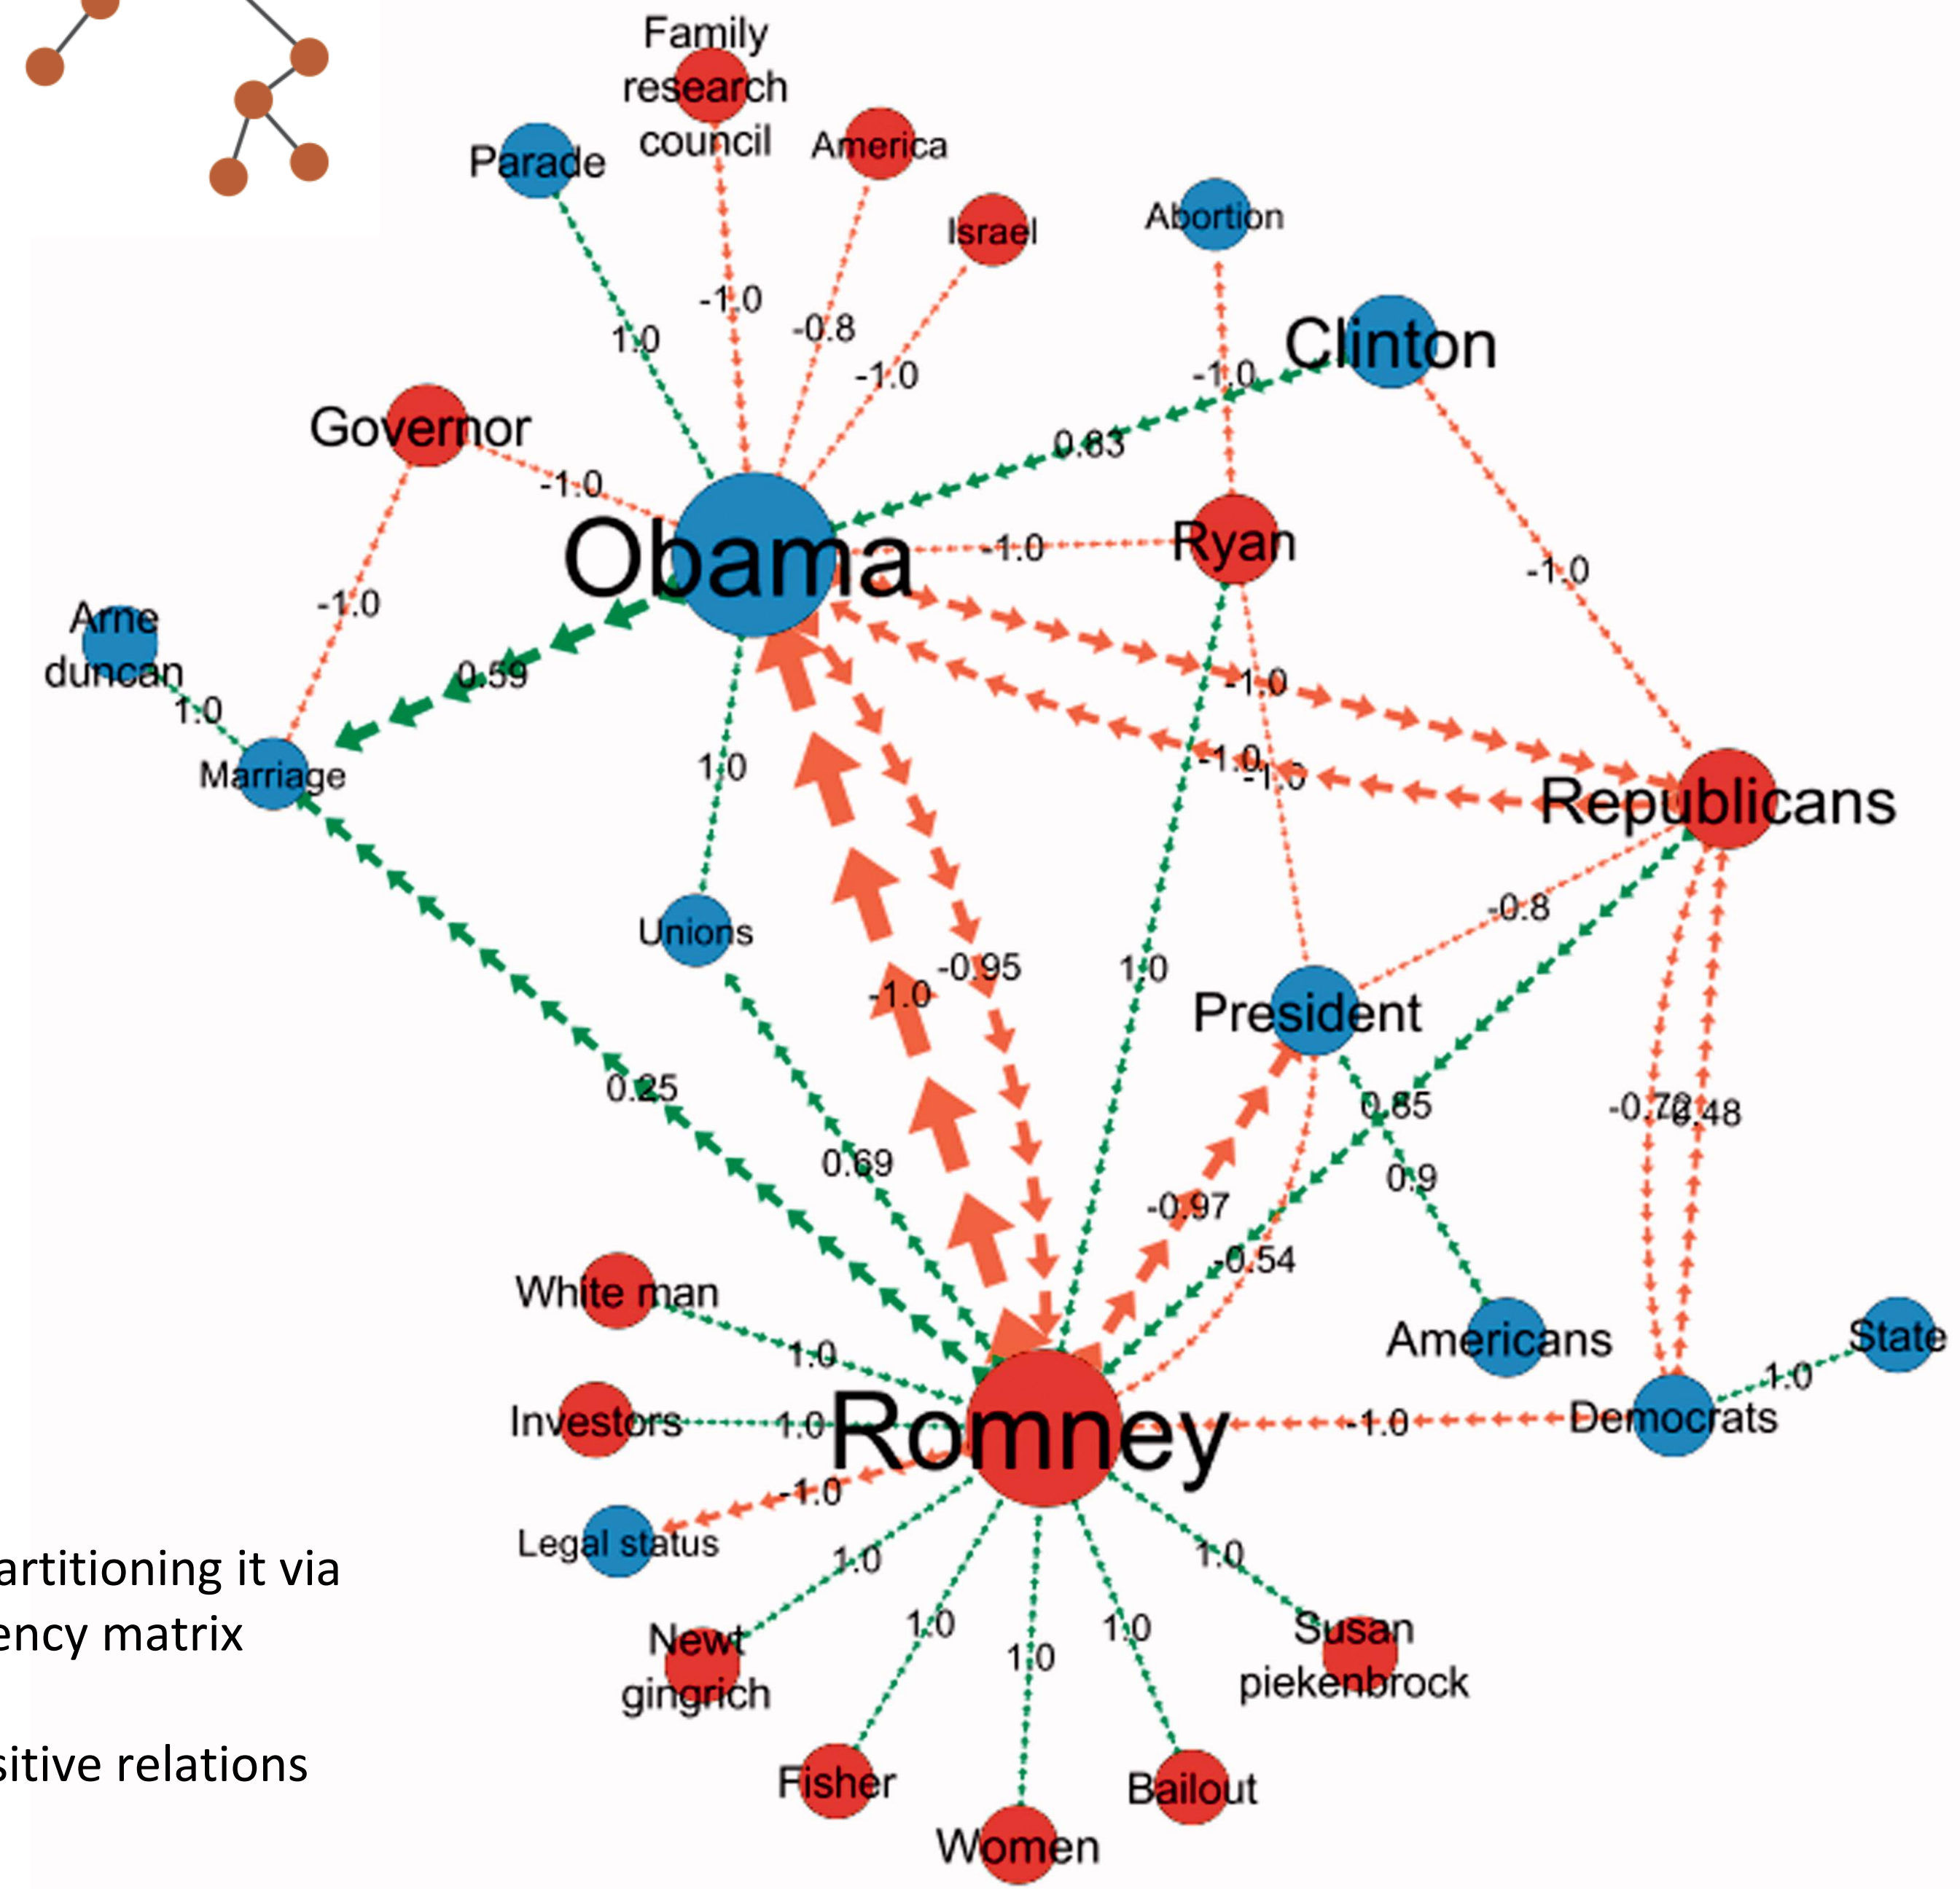 Family
research
council
Parade
America
Israel
Abortion
-1.0
1.0
-0.8
-1.0
Clinton
-1.0
0.83
Governor
-1.0
Obama
-1.0
Ryan
-1.0
-1.0
Arne
duncan
0.59
1.0
-1.0
Marriage
1.0
-1.0
-1.0
Republicans
Unions
-0.8
-0.95
1.0
-1.0
President
0.25
0.85
0.69
0.9
-0.97
-0.54
White man
1.0
Americans
State
1.0
Investors
1.0
Romney
-1.0
Democrats
-1.0
Legal status
1.0
1.0
1.0
1.0
1.0
Newt
gingrich
Susan
piekenbrock
Fisher
Bailout
Women
artitioning it via
ency matrix
sitive relations